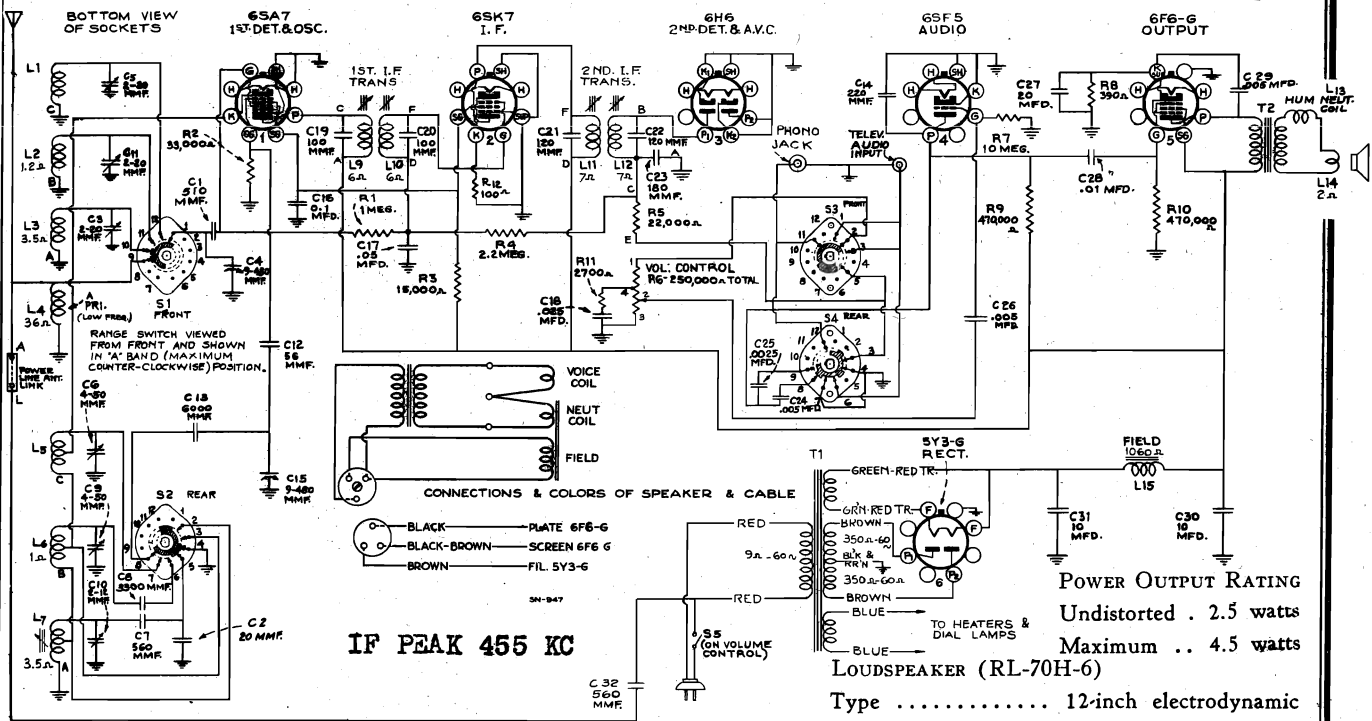 BOTTOM VIEW
OF SOCKETS
6SA7
1ST. DET. & OSC.
6SK7
I. F.
6H6
2ND. DET. & A.V.C.
6SF5
AUDIO
6F6-G
OUTPUT
L1
C5
2-20
MMF.
C
L2
1.2Ω
B
2-20
MMF.
L3
3.5Ω
A
C3
2-20
MMF.
R2
33,000Ω
C1
510
MMF.
1ST. I.F.
TRANS.
C19
100
MMF.
L9
6Ω
L10
6Ω
C20
100
MMF.
2ND. I.F.
TRANS.
C21
120
MMF.
L11
7Ω
L12
7Ω
C22
120 MMF.
C23
180
MMF.
R12
100Ω
C16
0.1
MFD.
R1
1 MEG.
C17
.05
MFD.
R4
2.2 MEG.
R3
15,000Ω
R5
22,000Ω
R11
2700Ω
VOL. CONTROL
R6-250,000Ω TOTAL
C18
.025
MFD.
PHONO
JACK
TELEV.
AUDIO
INPUT
C14
220
MMF.
C27
20
MFD.
R7
10 MEG.
R8
390Ω
C29
.005 MFD.
T2
L13
HUM NEUT.
COIL
L14
2Ω
C28
.01 MFD.
R9
470,000
Ω
R10
470,000
Ω
C26
.005
MFD.
S3
FRONT
S4
REAR
C25
.0025
MFD.
C24
.005 MFD.
C4
9-480
MMF.
S1
FRONT
L4
36Ω
A
PRI.
(LOW FREQ.)
RANGE SWITCH VIEWED
FROM FRONT AND SHOWN
IN "A" BAND (MAXIMUM
COUNTER-CLOCKWISE) POSITION.
A
POWER
LINE ANT.
LINK
L
C12
56
MMF.
C6
4-50
MMF.
C13
6000
MMF.
L5
C
C15
9-480
MMF.
C9
4-50
MMF.
S2
REAR
L6
1Ω
B
C8
3300 MMF.
C10
2-12
MMF.
L7
3.5Ω
A
C7
560
MMF.
C2
20 MMF.
VOICE
COIL
NEUT
COIL
FIELD
CONNECTIONS & COLORS OF SPEAKER & CABLE
BLACK PLATE 6F6-G
BLACK-BROWN SCREEN 6F6 G
BROWN FIL. 5Y3-G
SN-947
IF PEAK 455 KC
C32
560
MMF.
RED
RED
9Ω-60~
S5
(ON VOLUME
CONTROL)
T1
GREEN-RED TR.
GRN-RED TR.
BROWN
350Ω-60
BLK &
350Ω-60
BROWN
BLUE
BLUE
TO HEATERS &
DIAL LAMPS
5Y3-G
RECT.
FIELD
1060Ω
L15
C31
10
MFD.
C30
10
MFD.
POWER OUTPUT RATING
Undistorted . 2.5 watts
Maximum .. 4.5 watts
LOUDSPEAKER (RL-70H-6)
Type ............. 12-inch electrodynamic